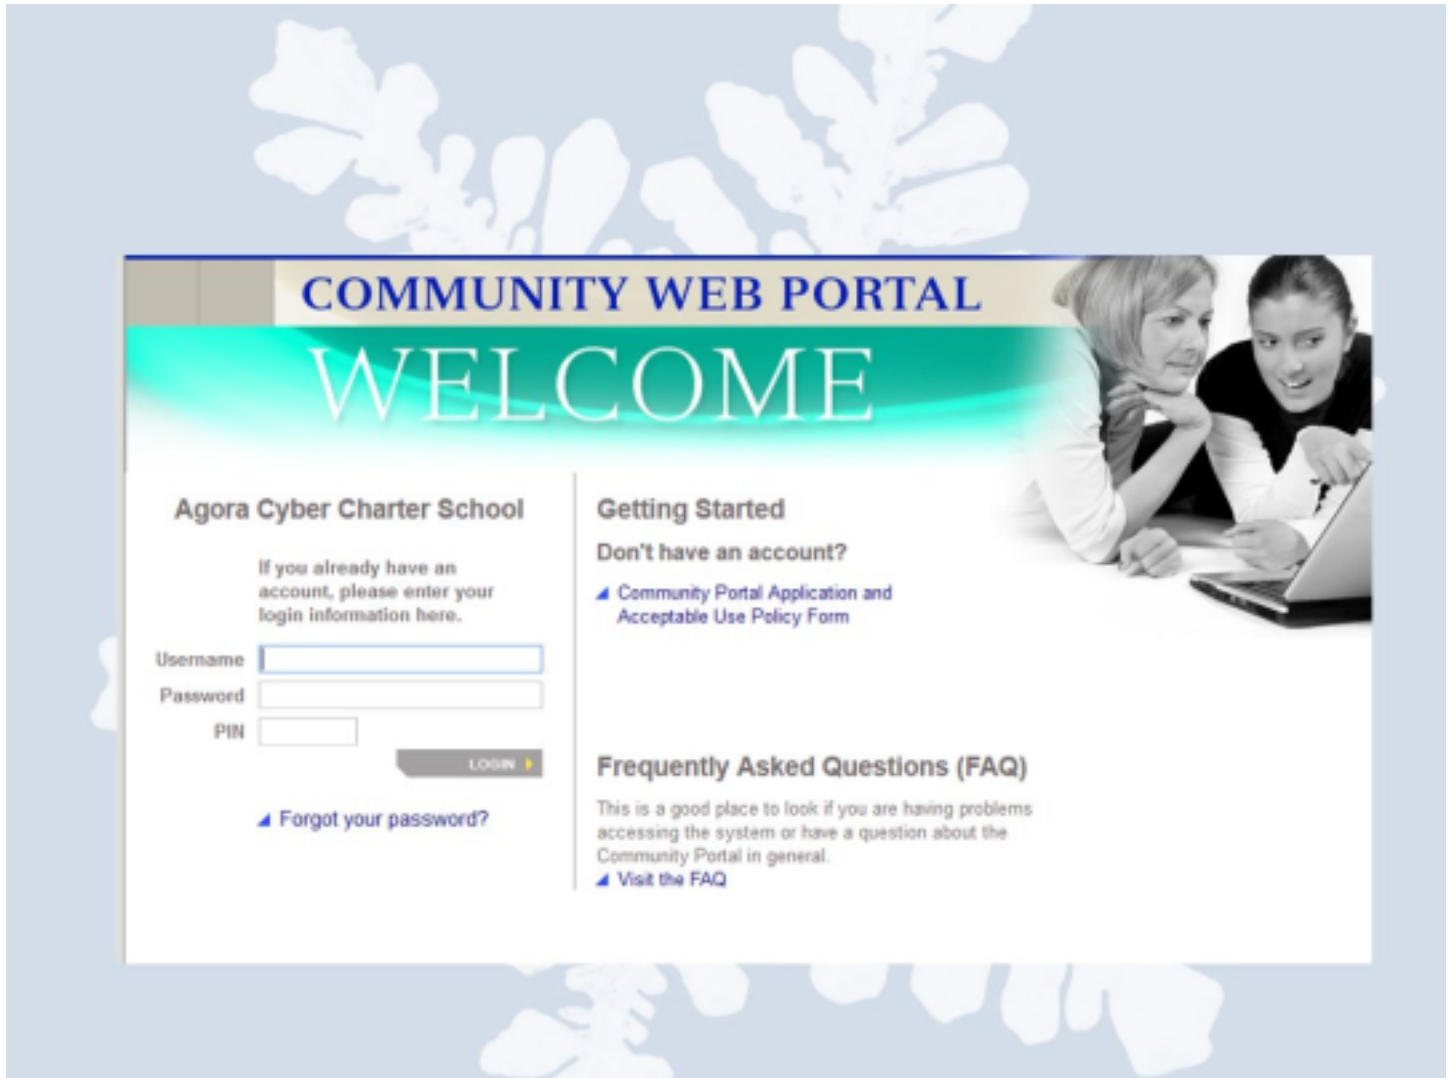 COMMUNITY WEB PORTAL
WELCOME
Agora Cyber Charter School
If you already have an
account, please enter your
login information here.
Username
Password
PIN
LOGIN
Forgot your password?
Getting Started
Don't have an account?
Community Portal Application and
Acceptable Use Policy Form
Frequently Asked Questions (FAQ)
This is a good place to look if you are having problems
accessing the system or have a question about the
Community Portal in general.
Visit the FAQ